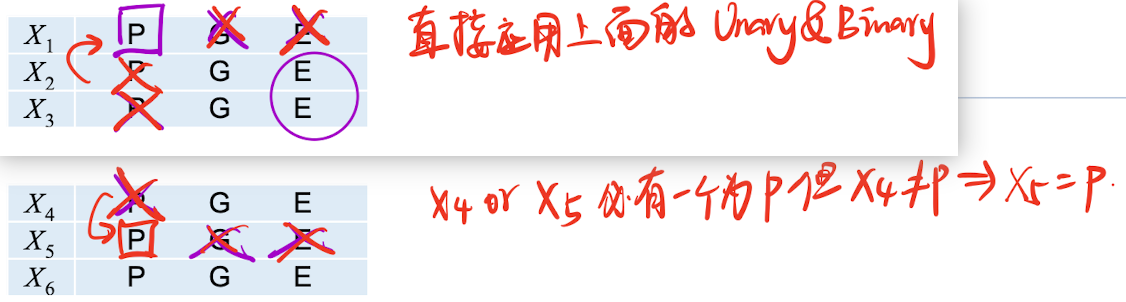 X1 P G E 直接应用上面的 Unary&Binary
X2 P G E
X3 P G E
X4 P G E X4 or X5 必有一个为P 但 X4≠P⇒X5=P.
X5 P G E
X6 P G E